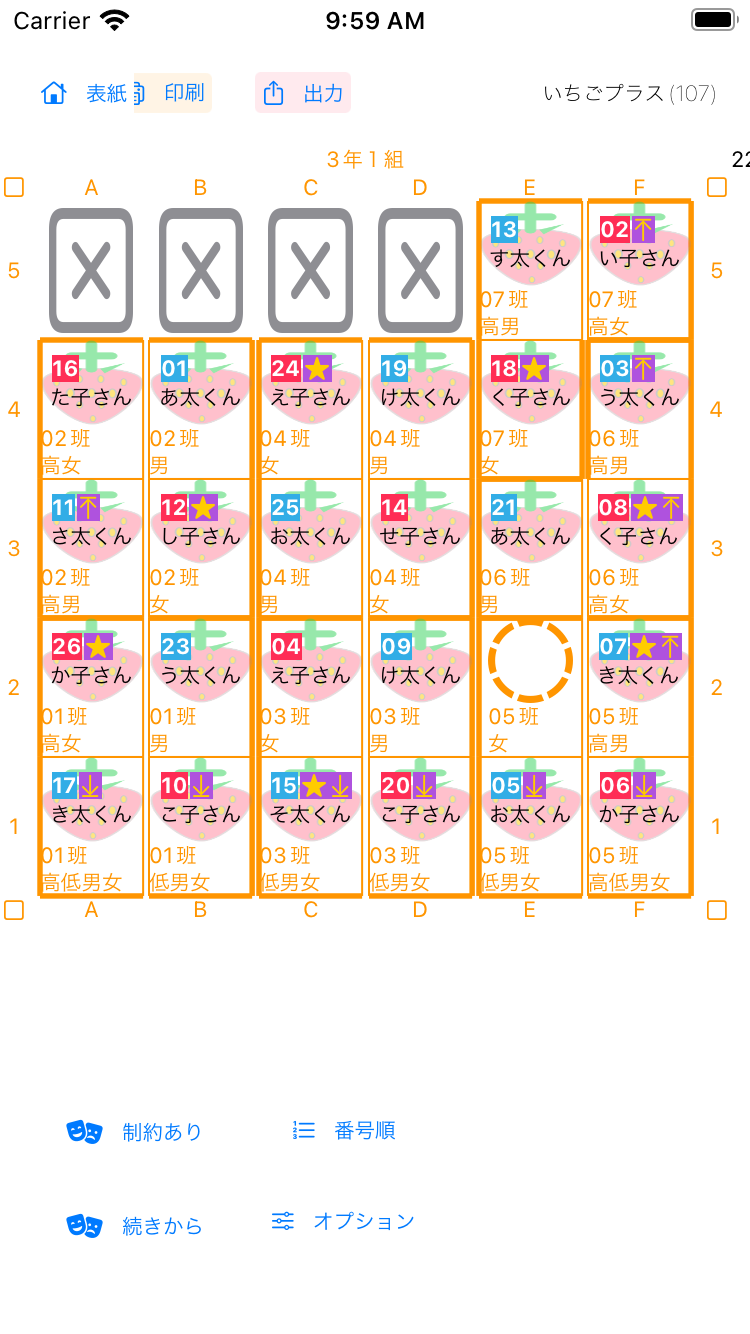 Carrier 9:59 AM
表紙 印刷 出力 いちごプラス(107)
3年1組 22
A B C D E F
5 13 02 5
す太くん い子さん
07班 07班
高男 高女
16 01 24 19 18 03
4 た子さん あ太くん え子さん け太くん く子さん う太くん 4
02班 02班 04班 04班 07班 06班
高女 男 女 男 女 高男
11 12 25 14 21 08
3 さ太くん し子さん お太くん せ子さん あ太くん く子さん 3
02班 02班 04班 04班 06班 06班
高男 女 男 女 男 高女
26 23 04 09 07
2 か子さん う太くん え子さん け太くん き太くん 2
01班 01班 03班 03班 05班 05班
高女 男 女 男 女 高男
17 10 15 20 05 06
1 き太くん こ子さん そ太くん こ子さん お太くん か子さん 1
01班 01班 03班 03班 05班 05班
高低男女 低男女 低男女 低男女 低男女 高低男女
A B C D E F
制約あり 番号順
続きから オプション